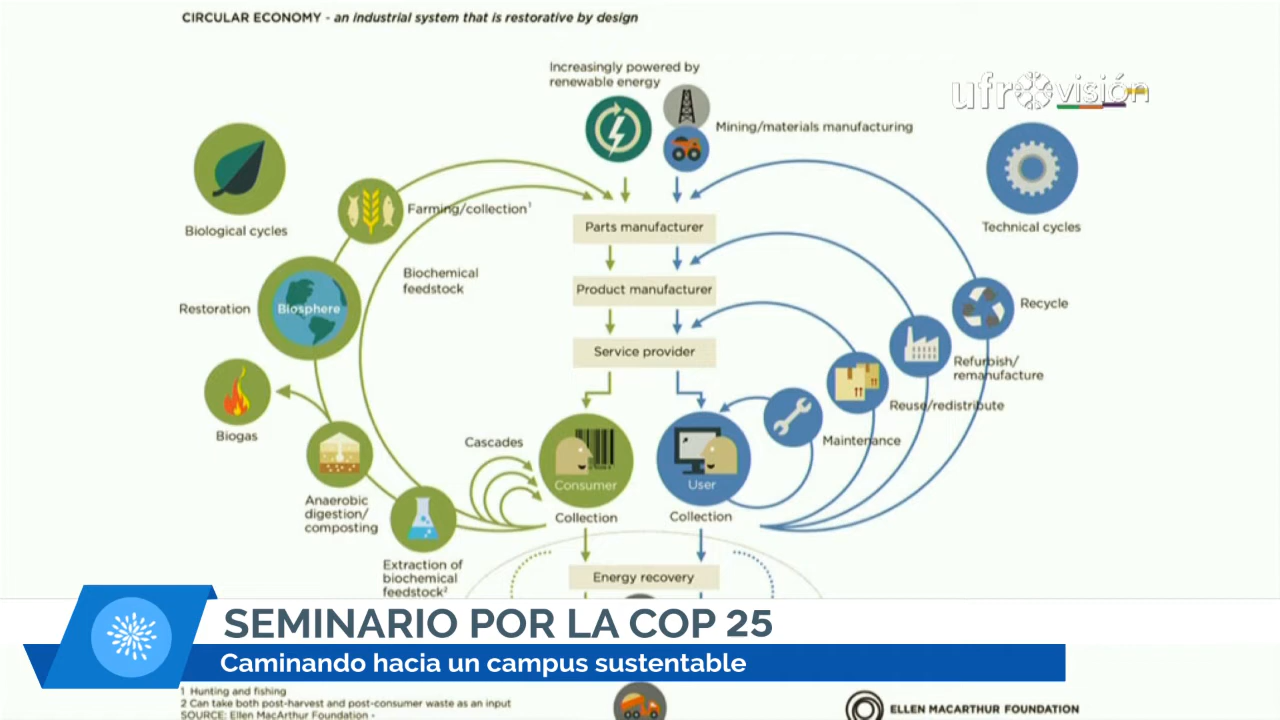 CIRCULAR ECONOMY - an industrial system that is restorative by design
Increasingly powered by
renewable energy
ufro visión
Mining/materials manufacturing
Biological cycles
Farming/collection¹
Parts manufacturer
Technical cycles
Biochemical
feedstock
Product manufacturer
Restoration
Biosphere
Recycle
Service provider
Refurbish/
remanufacture
Reuse/redistribute
Biogas
Cascades
Maintenance
Consumer
User
Anaerobic
digestion/
composting
Collection
Collection
Extraction of
biochemical
feedstock²
Energy recovery
SEMINARIO POR LA COP 25
Caminando hacia un campus sustentable
1 Hunting and fishing
2 Can take both post-harvest and post-consumer waste as an input
SOURCE: Ellen MacArthur Foundation -
ELLEN MACARTHUR FOUNDATION